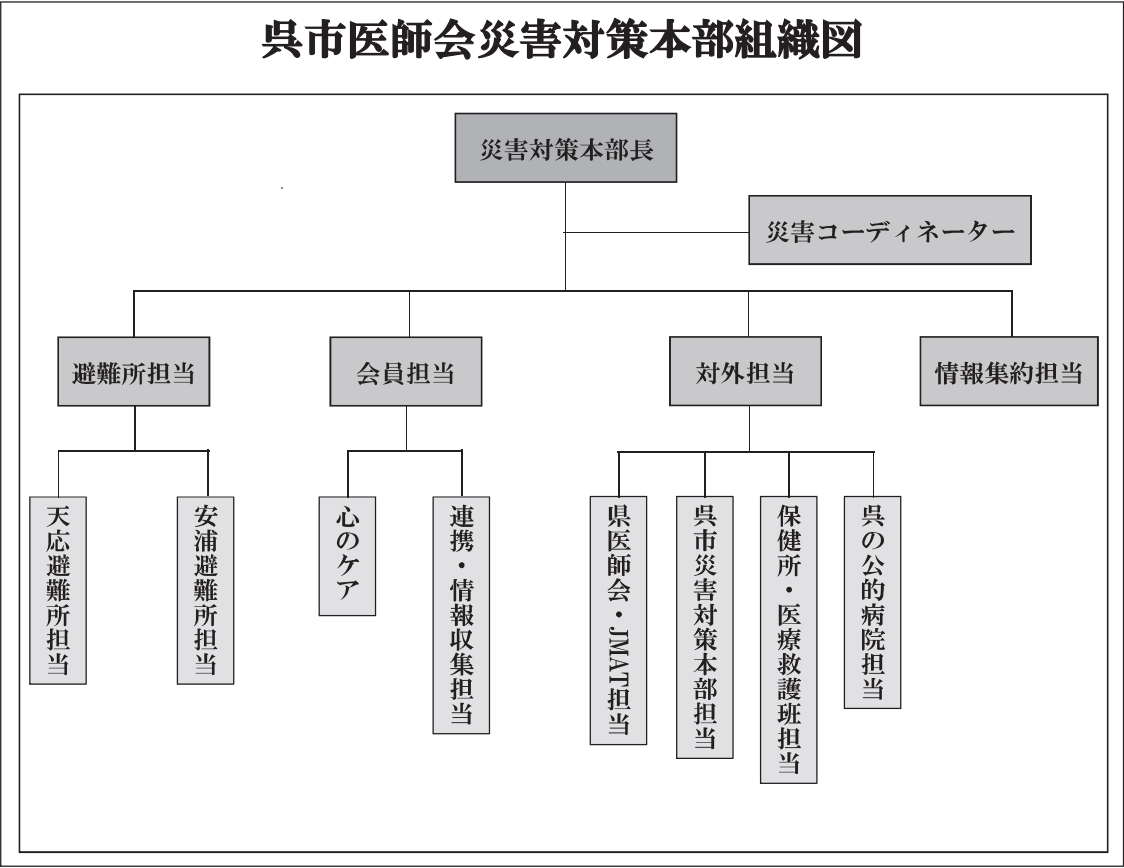 呉市医師会災害対策本部組織図
災害対策本部長
災害コーディネーター
避難所担当
会員担当
対外担当
情報集約担当
天応避難所担当
安浦避難所担当
心のケア
連携・情報収集担当
県医師会・JMAT担当
呉市災害対策本部担当
保健所・医療救護班担当
呉の公的病院担当